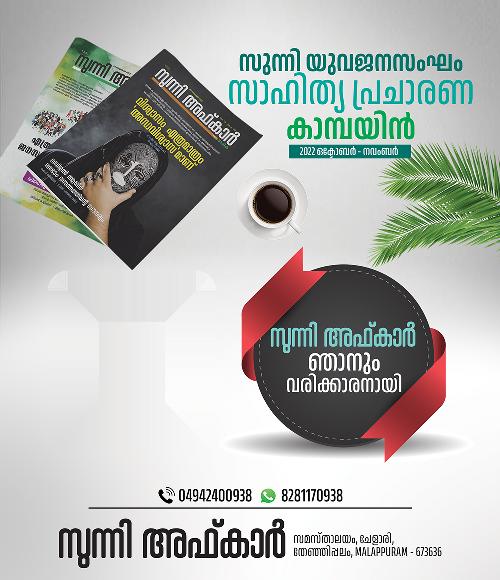 സുന്നി യുവജനസംഘം
സാഹിത്യ പ്രചാരണ
കാമ്പയിൻ
2022 ഒക്ടോബർ - നവംബർ
സുന്നി അഫ്കാർ
വിശ്വാസം
സുന്നി അഫ്കാർ
ഞാനും
വരിക്കാരനായി
04942400938 8281170938
സുന്നി അഫ്കാർ
സമസ്താലയം, ചേളാരി,
തേഞ്ഞിപ്പലം, MALAPPURAM - 673636